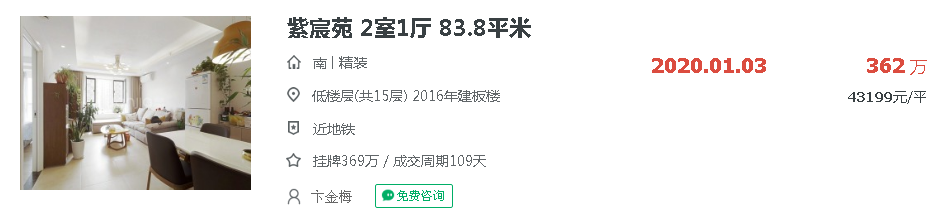 紫宸苑 2室1厅 83.8平米
南 | 精装
2020.01.03
362 万
低楼层(共15层) 2016年建板楼
43199元/平
近地铁
挂牌369万 / 成交周期109天
卞金梅
免费咨询